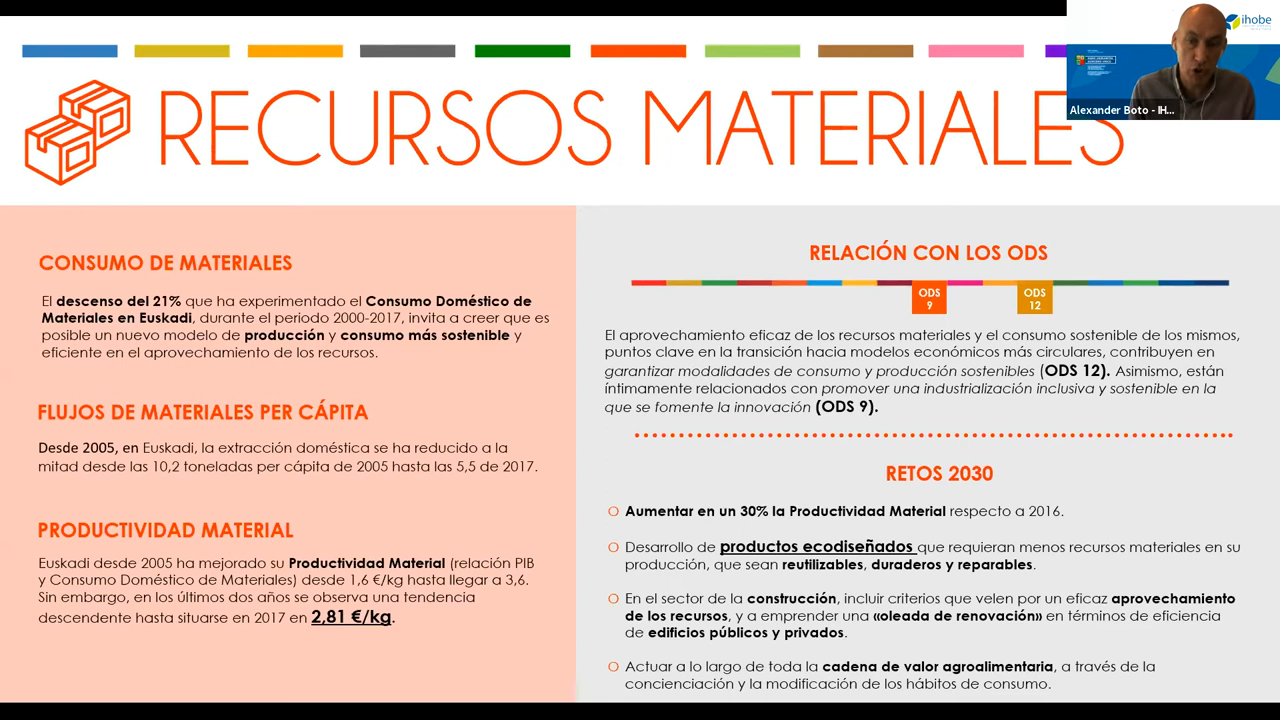 ihobe
Alexander Boto - IH...
RECURSOS MATERIALES
CONSUMO DE MATERIALES
El descenso del 21% que ha experimentado el Consumo Doméstico de
Materiales en Euskadi, durante el periodo 2000-2017, invita a creer que es
posible un nuevo modelo de producción y consumo más sostenible y
eficiente en el aprovechamiento de los recursos.
FLUJOS DE MATERIALES PER CÁPITA
Desde 2005, en Euskadi, la extracción doméstica se ha reducido a la
mitad desde las 10,2 toneladas per cápita de 2005 hasta las 5,5 de 2017.
PRODUCTIVIDAD MATERIAL
Euskadi desde 2005 ha mejorado su Productividad Material (relación PIB
y Consumo Doméstico de Materiales) desde 1,6 €/kg hasta llegar a 3,6.
Sin embargo, en los últimos dos años se observa una tendencia
descendente hasta situarse en 2017 en 2,81 €/kg.
RELACIÓN CON LOS ODS
ODS
9
ODS
12
El aprovechamiento eficaz de los recursos materiales y el consumo sostenible de los mismos,
puntos clave en la transición hacia modelos económicos más circulares, contribuyen en
garantizar modalidades de consumo y producción sostenibles (ODS 12). Asimismo, están
íntimamente relacionados con promover una industrialización inclusiva y sostenible en la
que se fomente la innovación (ODS 9).
RETOS 2030
Aumentar en un 30% la Productividad Material respecto a 2016.
Desarrollo de productos ecodiseñados que requieran menos recursos materiales en su
producción, que sean reutilizables, duraderos y reparables.
En el sector de la construcción, incluir criterios que velen por un eficaz aprovechamiento
de los recursos, y a emprender una «oleada de renovación» en términos de eficiencia
de edificios públicos y privados.
Actuar a lo largo de toda la cadena de valor agroalimentaria, a través de la
concienciación y la modificación de los hábitos de consumo.